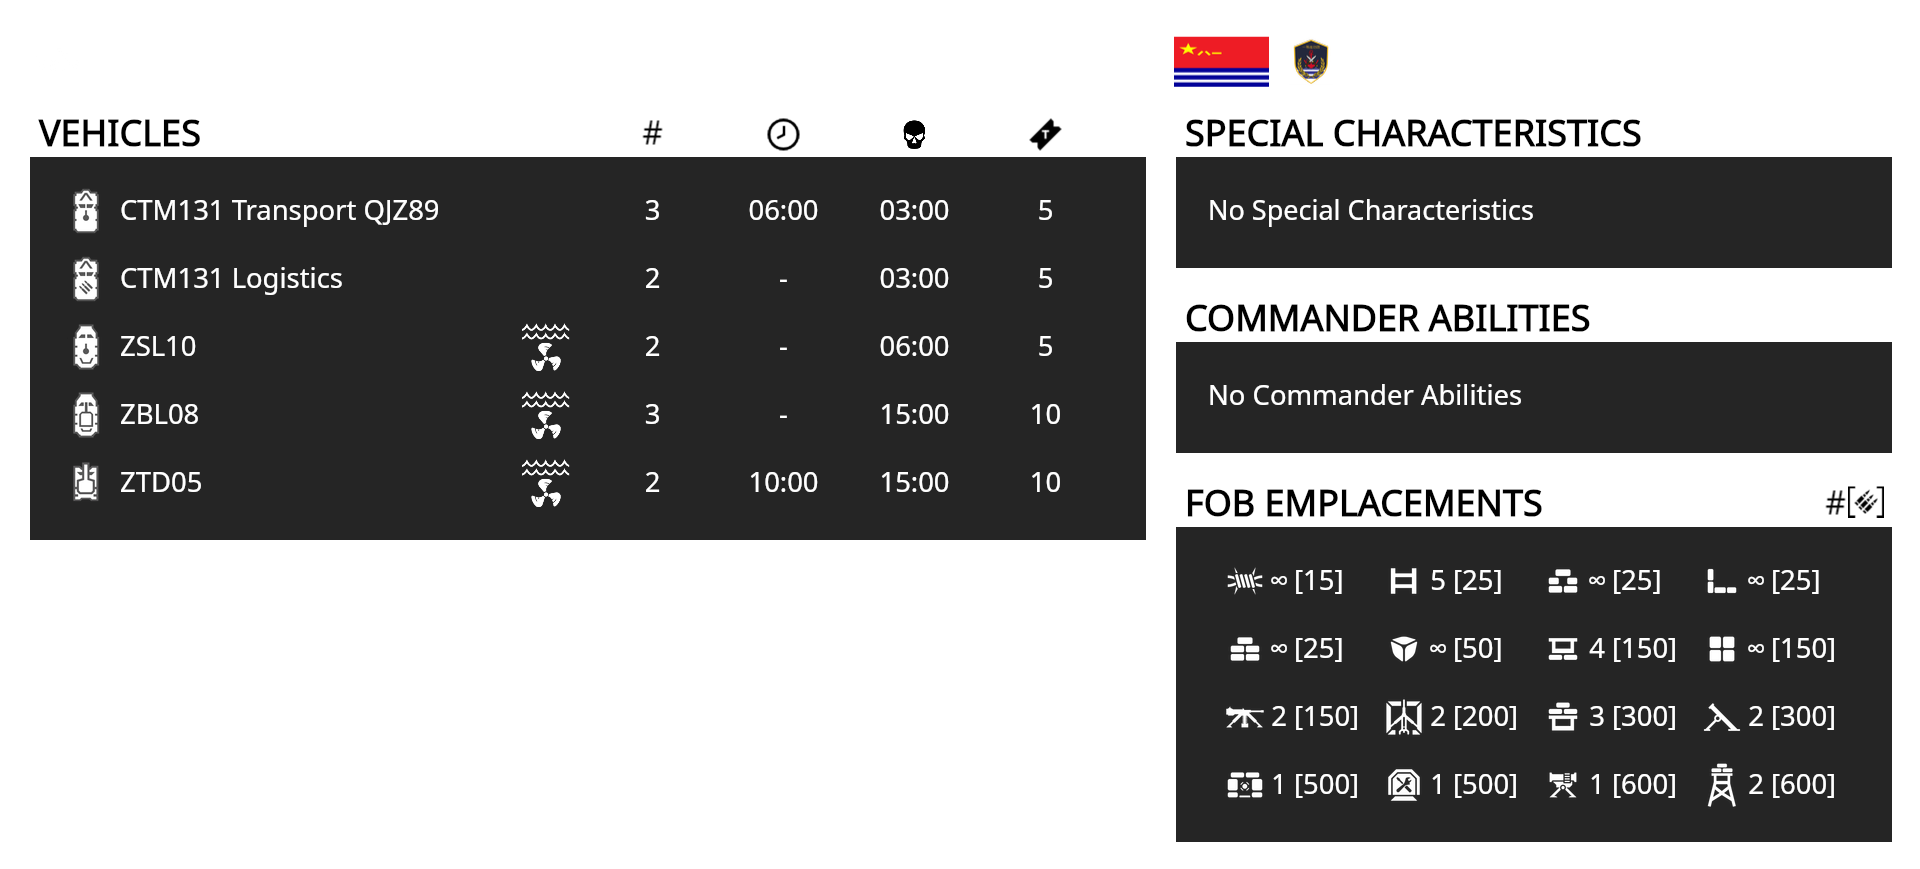 VEHICLES #
CTM131 Transport QJZ89 3 06:00 03:00 5
CTM131 Logistics 2 - 03:00 5
ZSL10 2 - 06:00 5
ZBL08 3 - 15:00 10
ZTD05 2 10:00 15:00 10
SPECIAL CHARACTERISTICS
No Special Characteristics
COMMANDER ABILITIES
No Commander Abilities
FOB EMPLACEMENTS #[ ]
∞ [15] 5 [25] ∞ [25] ∞ [25]
∞ [25] ∞ [50] 4 [150] ∞ [150]
2 [150] 2 [200] 3 [300] 2 [300]
1 [500] 1 [500] 1 [600] 2 [600]